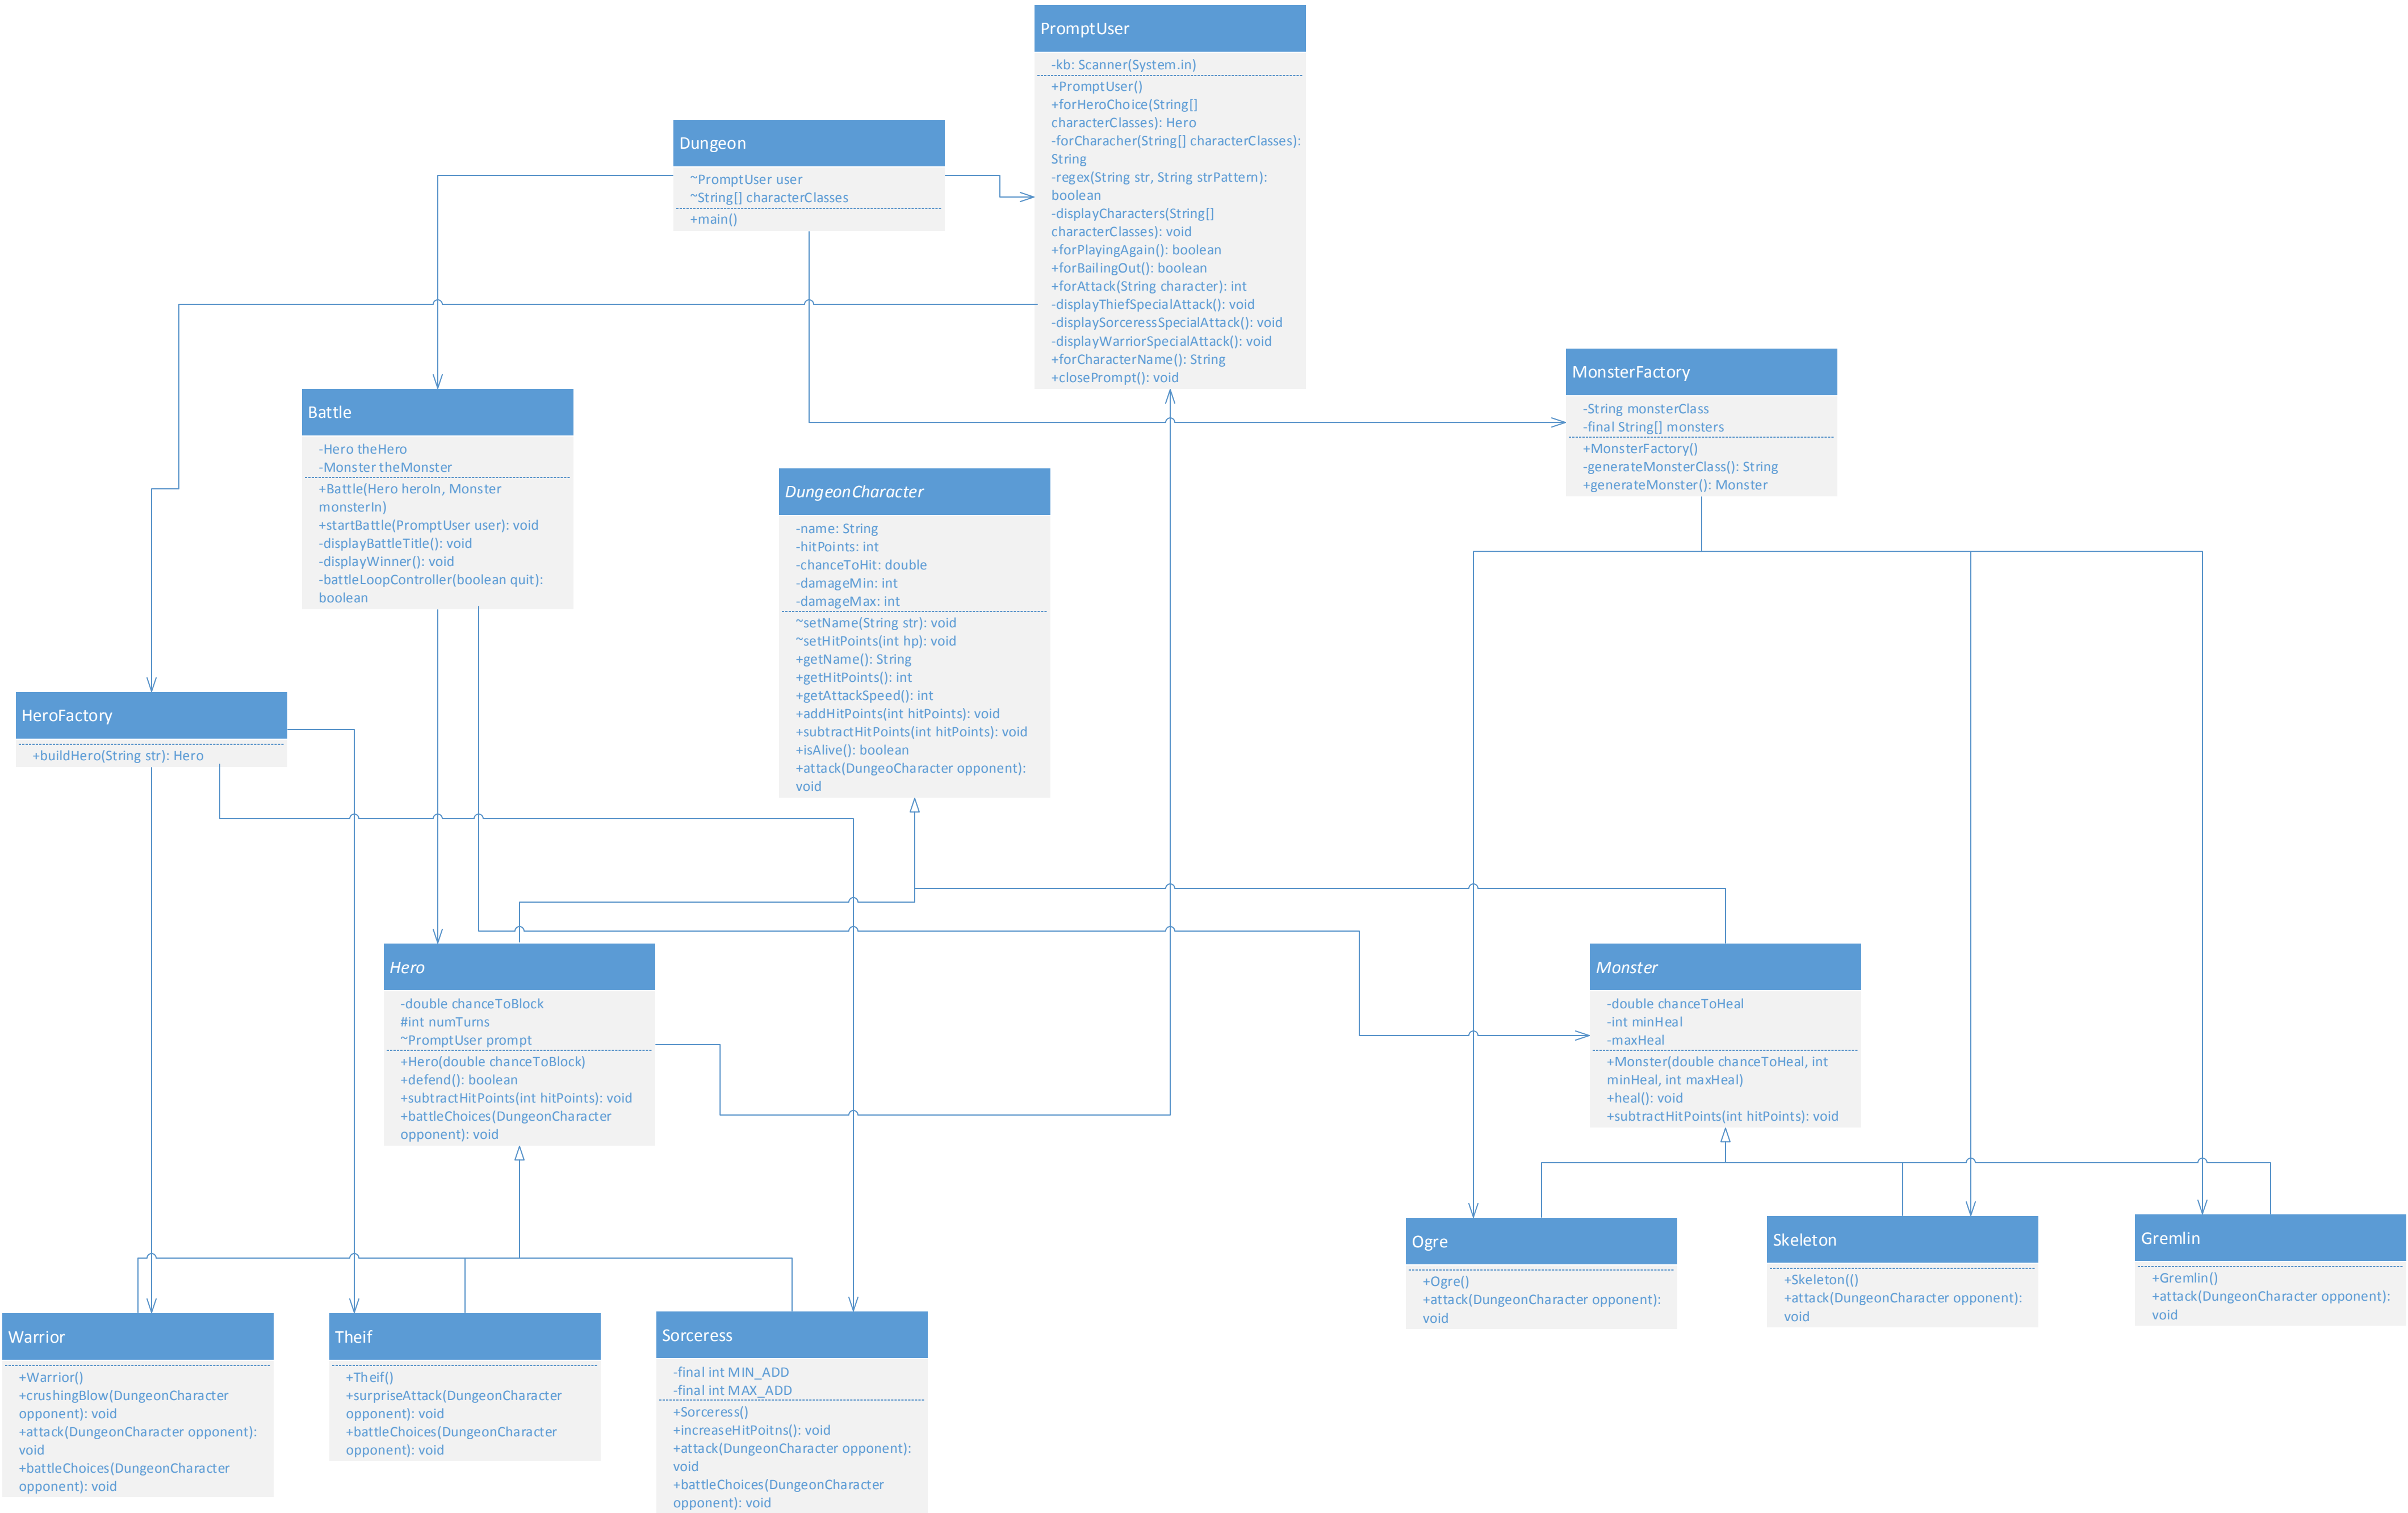 PromptUser
-kb: Scanner(System.in)
+PromptUser()
+forHeroChoice(String[]
characterClasses): Hero
-forCharacher(String[] characterClasses):
String
-regex(String str, String strPattern):
boolean
-displayCharacters(String[]
characterClasses): void
+forPlayingAgain(): boolean
+forBailingOut(): boolean
+forAttack(String character): int
-displayThiefSpecialAttack(): void
-displaySorceressSpecialAttack(): void
-displayWarriorSpecialAttack(): void
+forCharacterName(): String
+closePrompt(): void
Dungeon
~PromptUser user
~String[] characterClasses
+main()
MonsterFactory
-String monsterClass
-final String[] monsters
+MonsterFactory()
-generateMonsterClass(): String
+generateMonster(): Monster
Battle
-Hero theHero
-Monster theMonster
+Battle(Hero heroIn, Monster
monsterIn)
+startBattle(PromptUser user): void
-displayBattleTitle(): void
-displayWinner(): void
-battleLoopController(boolean quit):
boolean
DungeonCharacter
-name: String
-hitPoints: int
-chanceToHit: double
-damageMin: int
-damageMax: int
~setName(String str): void
~setHitPoints(int hp): void
+getName(): String
+getHitPoints(): int
+getAttackSpeed(): int
+addHitPoints(int hitPoints): void
+subtractHitPoints(int hitPoints): void
+isAlive(): boolean
+attack(DungeoCharacter opponent):
void
HeroFactory
+buildHero(String str): Hero
Hero
-double chanceToBlock
#int numTurns
~PromptUser prompt
+Hero(double chanceToBlock)
+defend(): boolean
+subtractHitPoints(int hitPoints): void
+battleChoices(DungeonCharacter
opponent): void
Monster
-double chanceToHeal
-int minHeal
-maxHeal
+Monster(double chanceToHeal, int
minHeal, int maxHeal)
+heal(): void
+subtractHitPoints(int hitPoints): void
Ogre
+Ogre()
+attack(DungeonCharacter opponent):
void
Skeleton
+Skeleton(()
+attack(DungeonCharacter opponent):
void
Gremlin
+Gremlin()
+attack(DungeonCharacter opponent):
void
Warrior
+Warrior()
+crushingBlow(DungeonCharacter
opponent): void
+attack(DungeonCharacter opponent):
void
+battleChoices(DungeonCharacter
opponent): void
Theif
+Theif()
+surpriseAttack(DungeonCharacter
opponent): void
+battleChoices(DungeonCharacter
opponent): void
Sorceress
-final int MIN_ADD
-final int MAX_ADD
+Sorceress()
+increaseHitPoitns(): void
+attack(DungeonCharacter opponent):
void
+battleChoices(DungeonCharacter
opponent): void